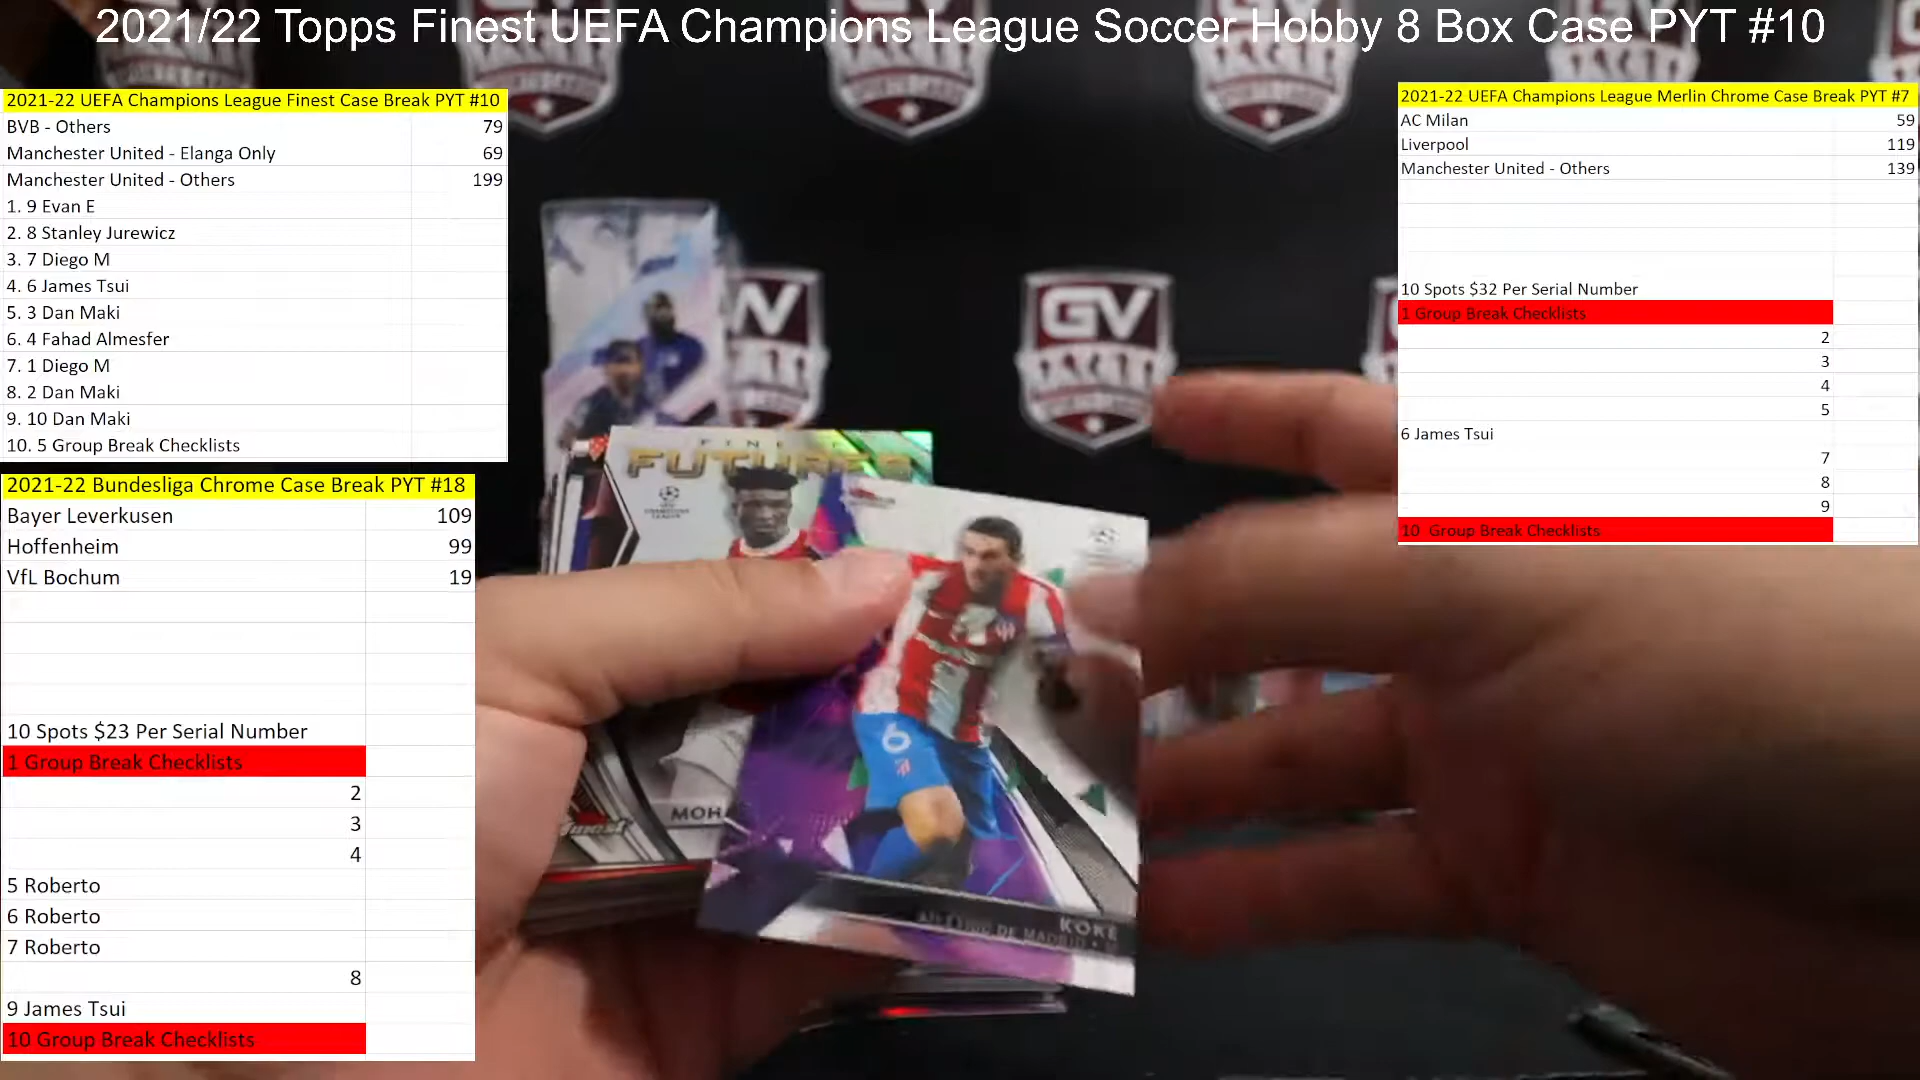 2021/22 Topps Finest UEFA Champions League Soccer Hobby 8 Box Case PYT #10
2021-22 UEFA Champions League Finest Case Break PYT #10
BVB - Others 79
Manchester United - Elanga Only 69
Manchester United - Others 199
1. 9 Evan E
2. 8 Stanley Jurewicz
3. 7 Diego M
4. 6 James Tsui
5. 3 Dan Maki
6. 4 Fahad Almesfer
7. 1 Diego M
8. 2 Dan Maki
9. 10 Dan Maki
10. 5 Group Break Checklists
2021-22 Bundesliga Chrome Case Break PYT #18
Bayer Leverkusen 109
Hoffenheim 99
VfL Bochum 19
10 Spots $23 Per Serial Number
1 Group Break Checklists
2
3
4
5 Roberto
6 Roberto
7 Roberto
8
9 James Tsui
10 Group Break Checklists
2021-22 UEFA Champions League Merlin Chrome Case Break PYT #7
AC Milan 59
Liverpool 119
Manchester United - Others 139
10 Spots $32 Per Serial Number
1 Group Break Checklists
2
3
4
5
6 James Tsui
7
8
9
10 Group Break Checklists
GV
FUTURES
MOH
Finest
6
KOKE
ATLÉTICO DE MADRID